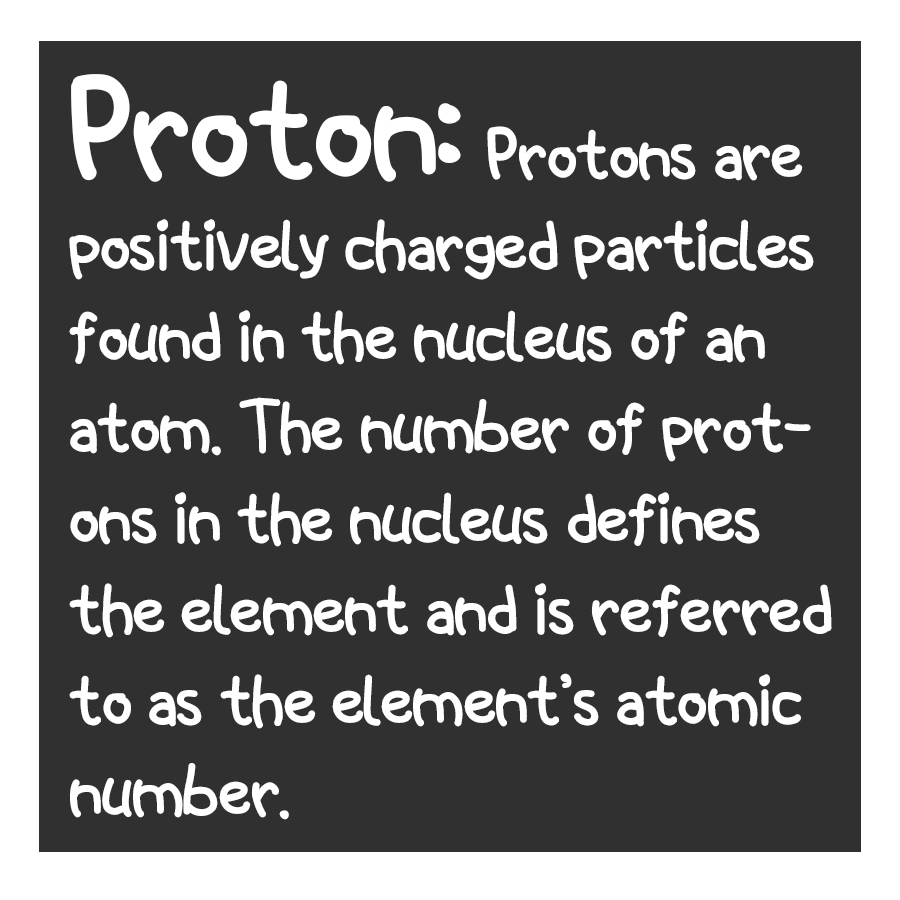 Proton: Protons are
positively charged particles
found in the nucleus of an
atom. The number of prot-
ons in the nucleus defines
the element and is referred
to as the element's atomic
number.